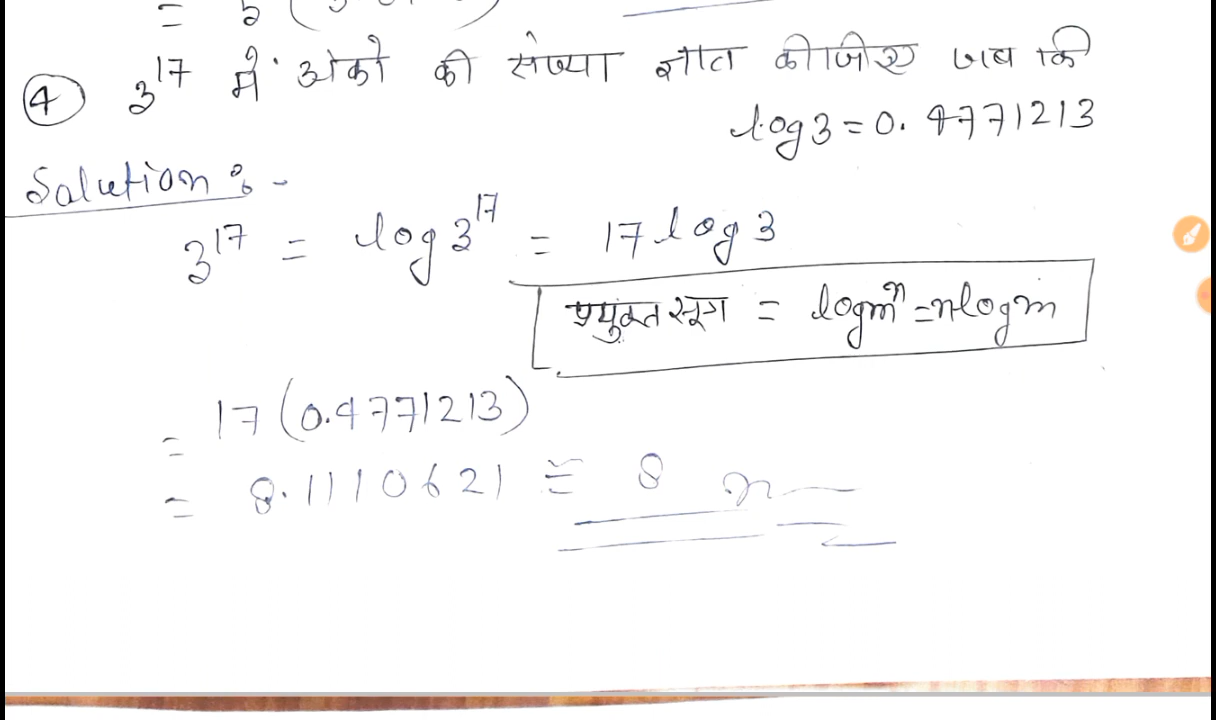 ④ 3^17 में अंको की संख्या ज्ञात कीजिए जब कि
log 3 = 0.4771213
Solution :-
3^17 = log 3^17 = 17 log 3
प्रयुक्त सूत्र = log m^n = n log m
= 17 (0.4771213)
= 8.1110621 ≅ 8